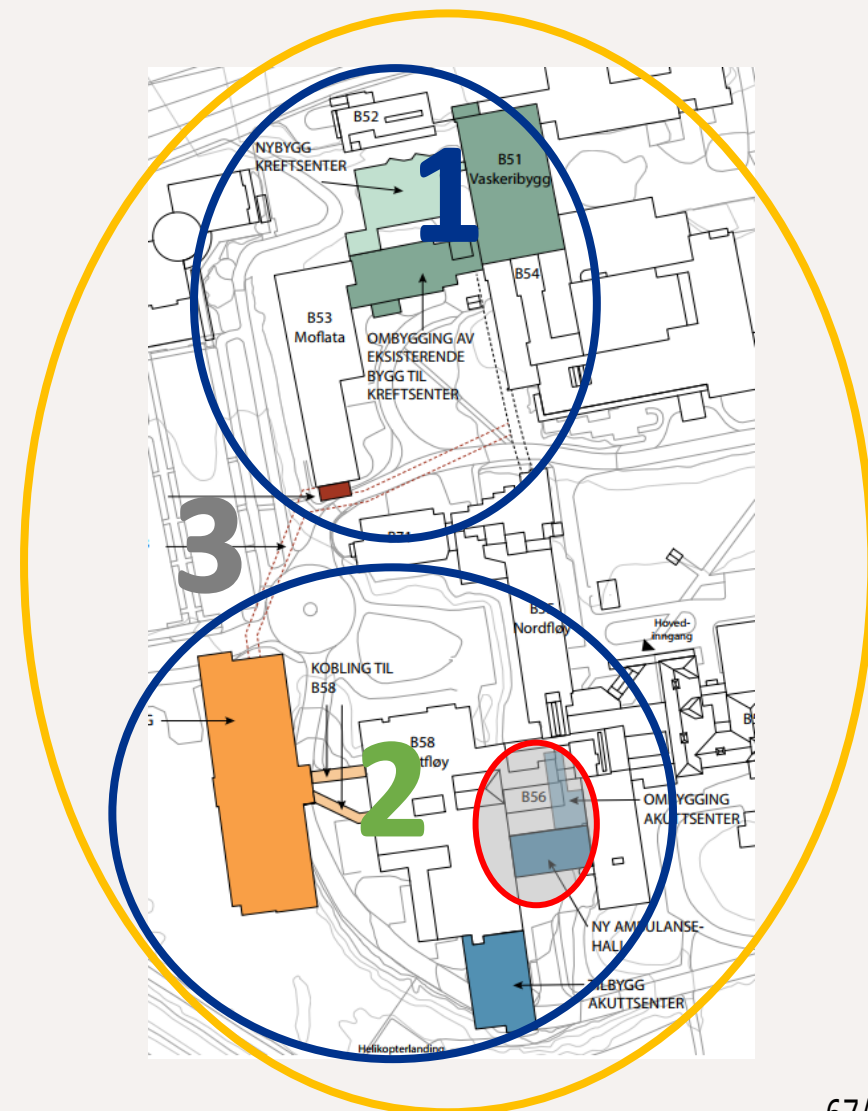 B52
NYBYGG
KREFTSENTER
1
B51
Vaskeribygg
B54
B53
Moflata
OMBYGGING AV
EKSISTERENDE
BYGG TIL
KREFTSENTER
3
Nordfløy
Hoved-
inngang
KOBLING TIL
B58
G
B58
2
B56
OMBYGGING
AKUTTSENTER
NY AMBULANSE-
HALL
TILBYGG
AKUTTSENTER
Helikopterlanding